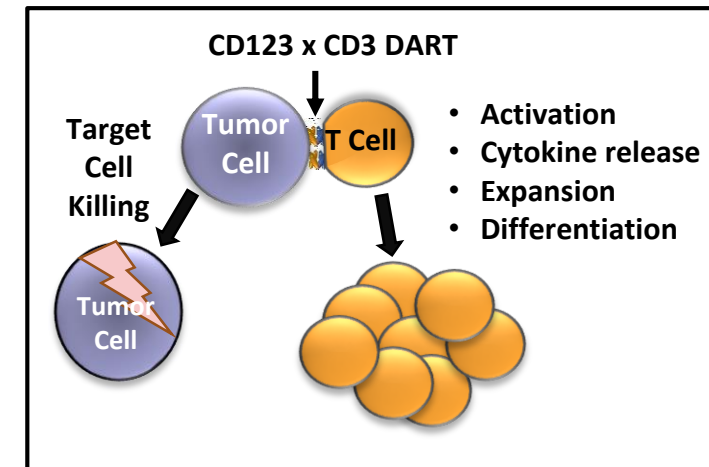 CD123 x CD3 DART
Target
Cell
Killing
Tumor
Cell
T Cell
• Activation
• Cytokine release
• Expansion
• Differentiation
Tumor
Cell